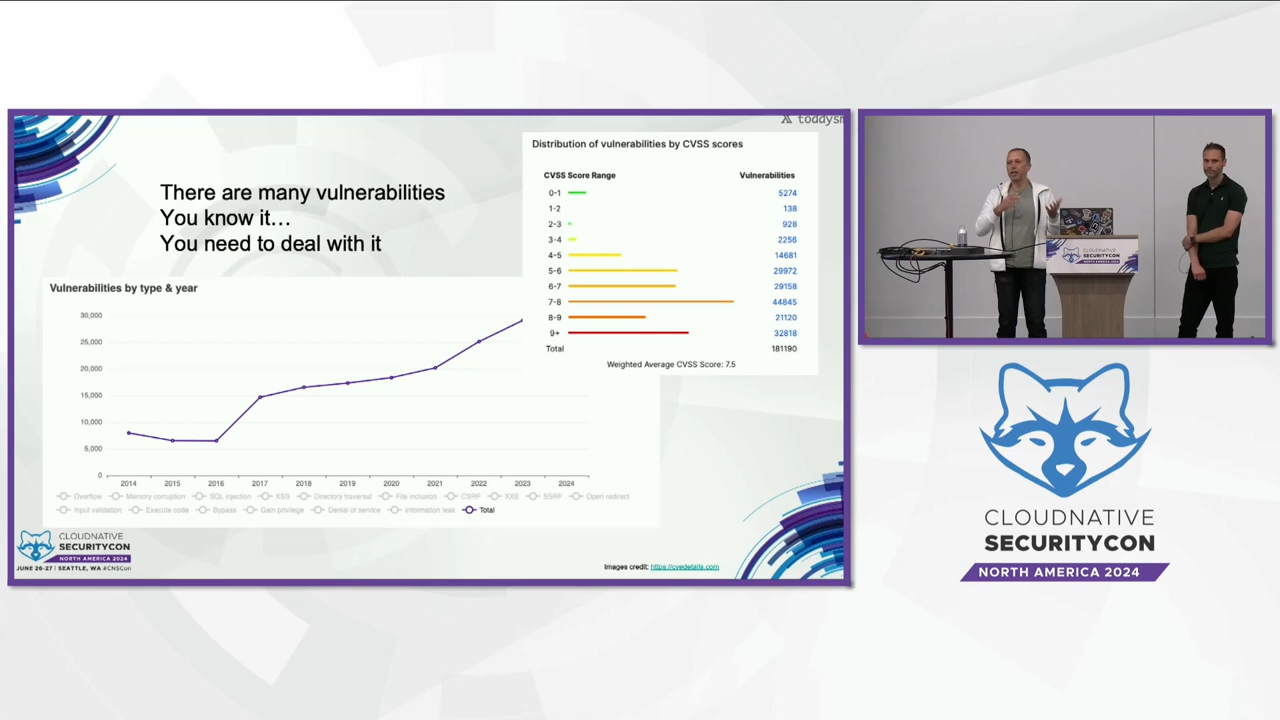 toddysm
There are many vulnerabilities
You know it…
You need to deal with it
Distribution of vulnerabilities by CVSS scores
CVSS Score Range Vulnerabilities
0-1 5274
1-2 138
2-3 928
3-4 2256
4-5 14681
5-6 29972
6-7 29158
7-8 44845
8-9 21120
9+ 32818
Total 181190
Weighted Average CVSS Score: 7.5
Vulnerabilities by type & year
30,000
25,000
20,000
15,000
10,000
5,000
0
2014 2015 2016 2017 2018 2019 2020 2021 2022 2023 2024
Overflow Memory corruption SQL injection XSS Directory traversal File inclusion CSRF XXE SSRF Open redirect
Input validation Execute code Bypass Gain privilege Denial of service Information leak Total
CLOUDNATIVE
SECURITYCON
NORTH AMERICA 2024
JUNE 26-27 | SEATTLE, WA #CNSCon
Images credit: https://cvedetails.com
CLOUDNATIVE
SECURITYCON
CLOUDNATIVE
SECURITYCON
NORTH AMERICA 2024